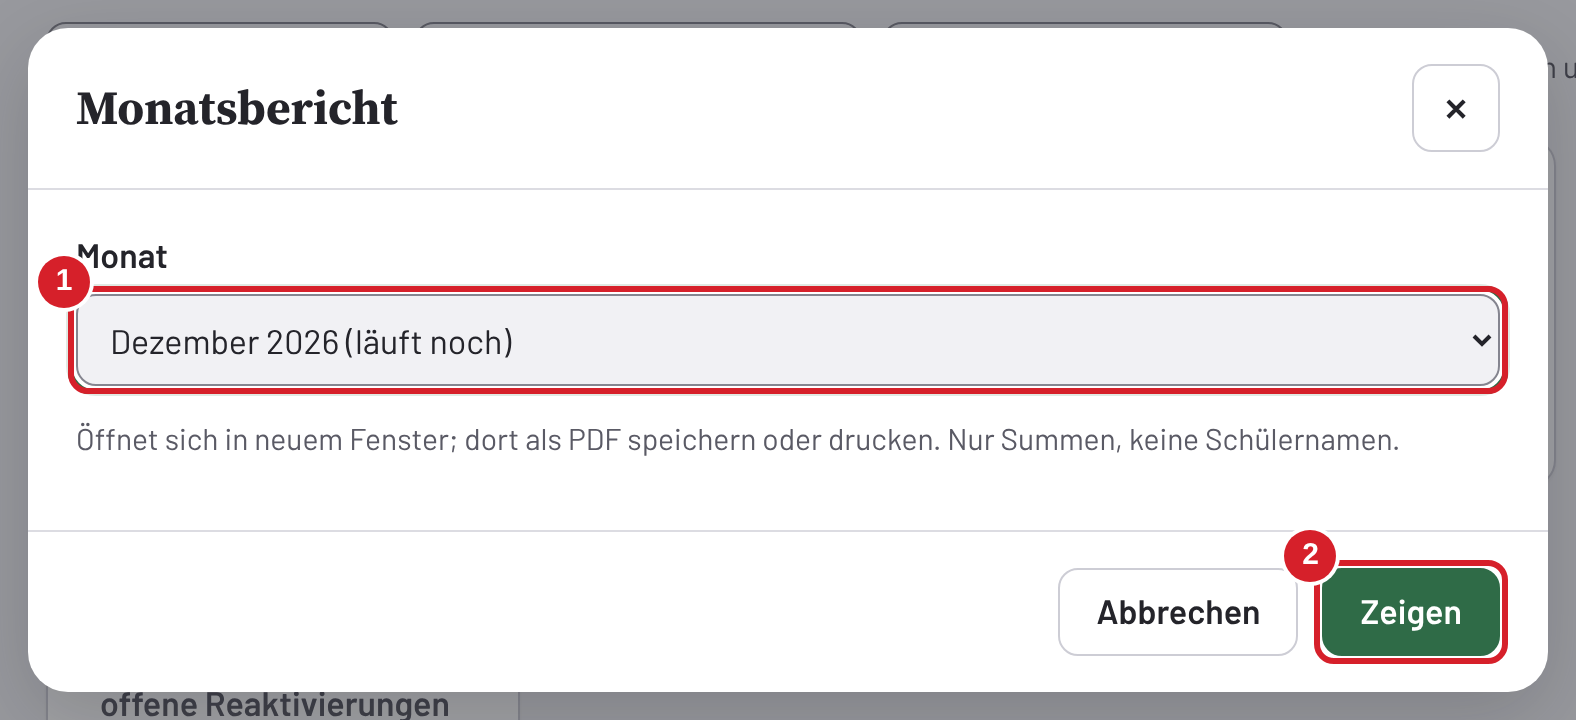 Monatsbericht
×
Monat
1
Dezember 2026 (läuft noch)
Öffnet sich in neuem Fenster; dort als PDF speichern oder drucken. Nur Summen, keine Schülernamen.
2
Abbrechen
Zeigen
offene Reaktivierungen